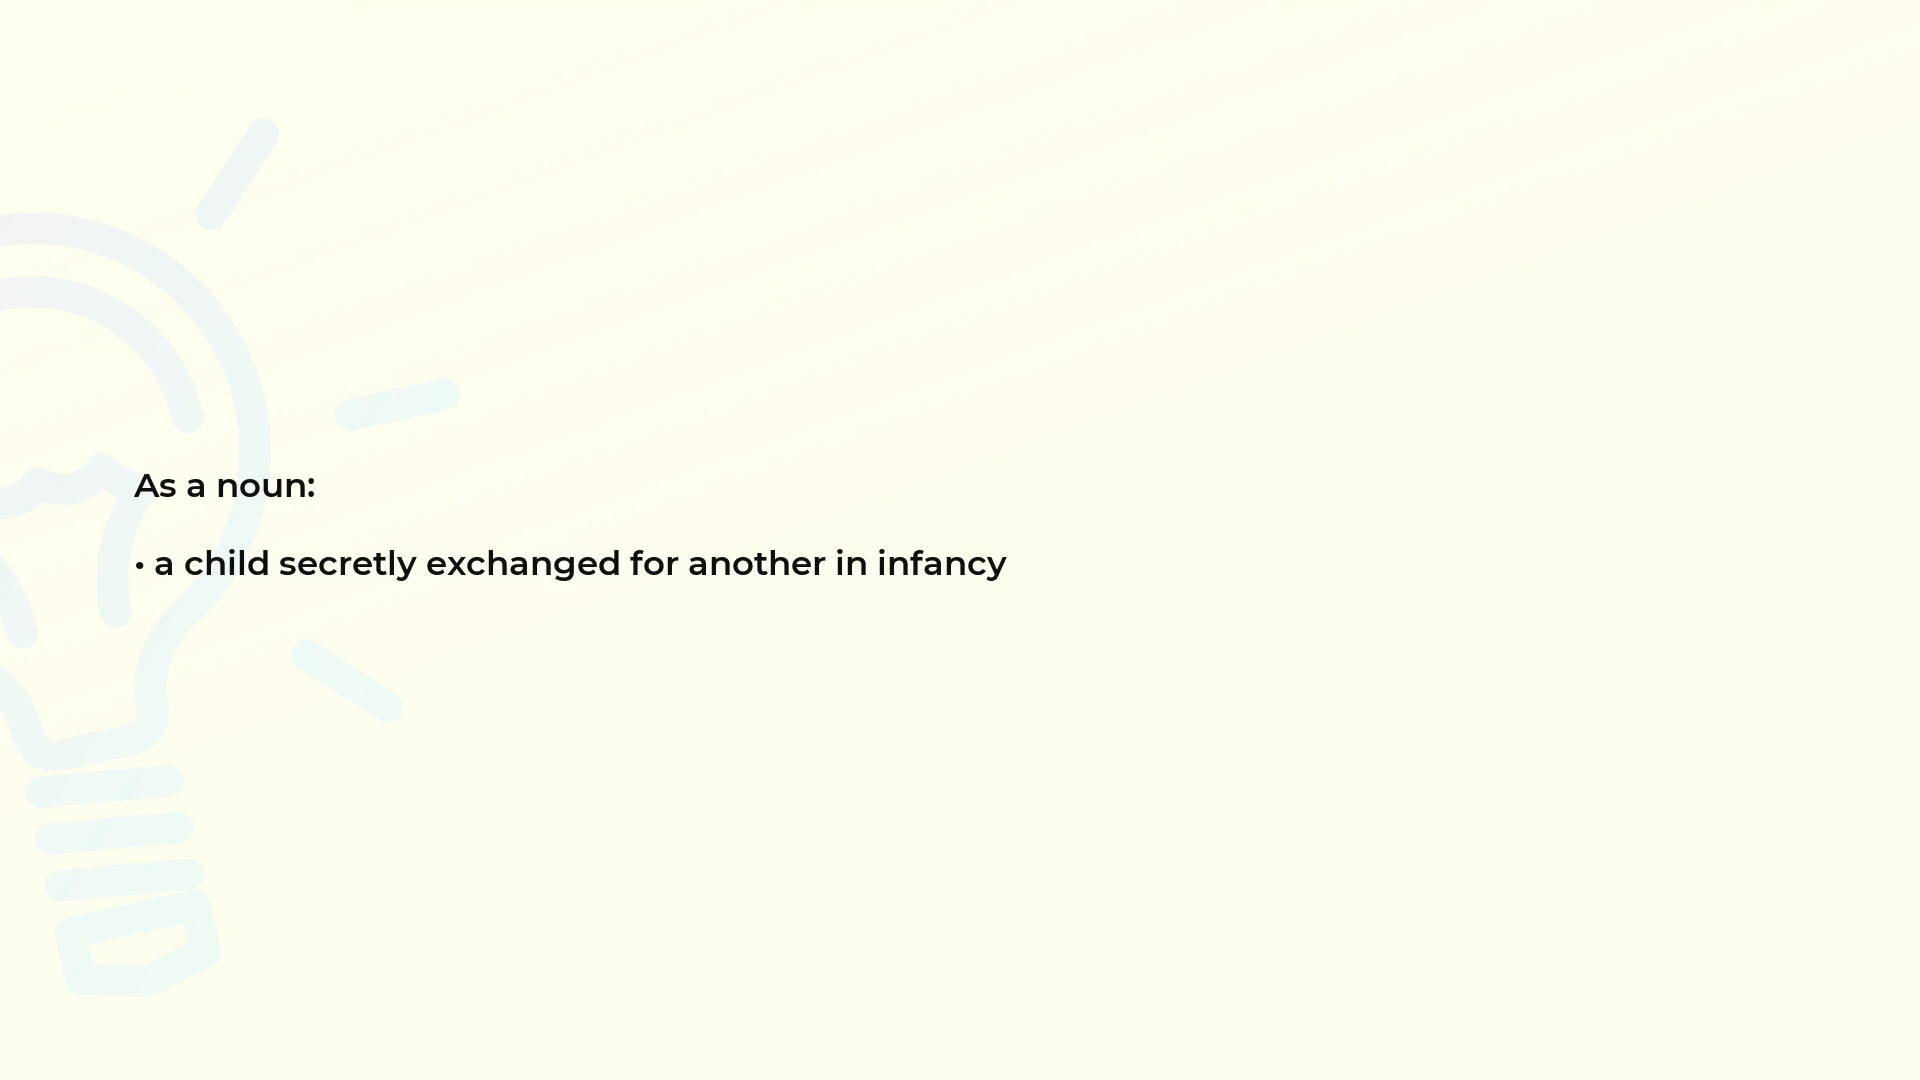 As a noun:
• a child secretly exchanged for another in infancy